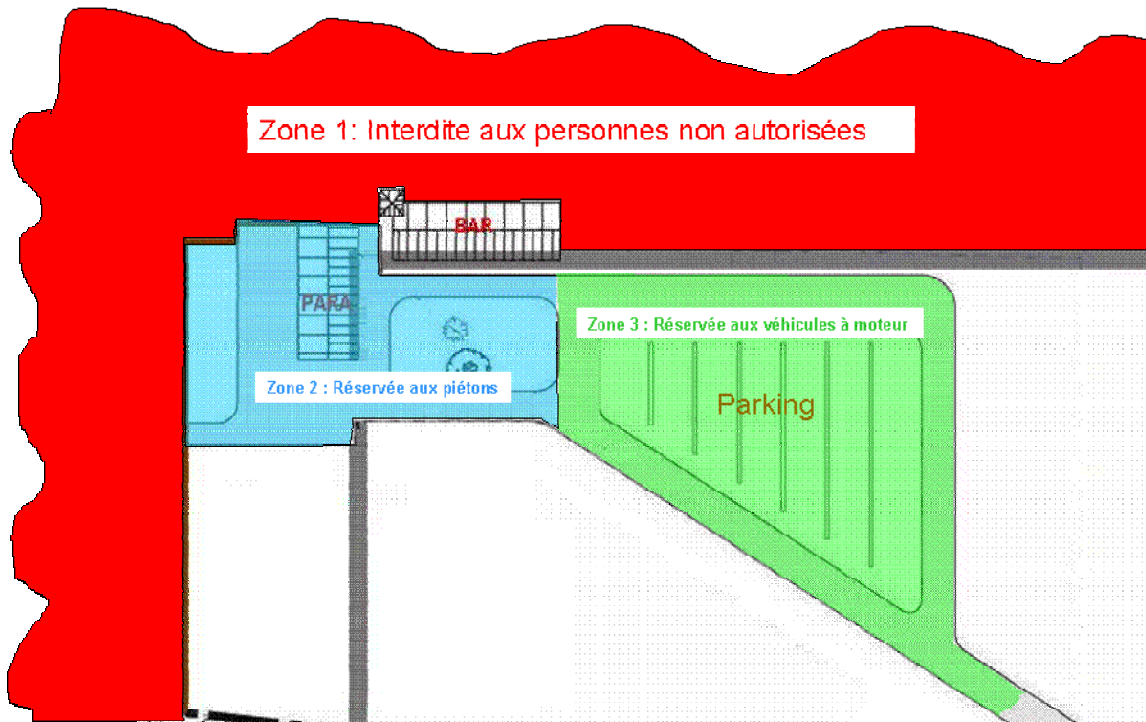 Zone 1: Interdite aux personnes non autorisées
BAR
PARA
Zone 3 : Réservée aux véhicules à moteur
Zone 2 : Réservée aux piétons
Parking